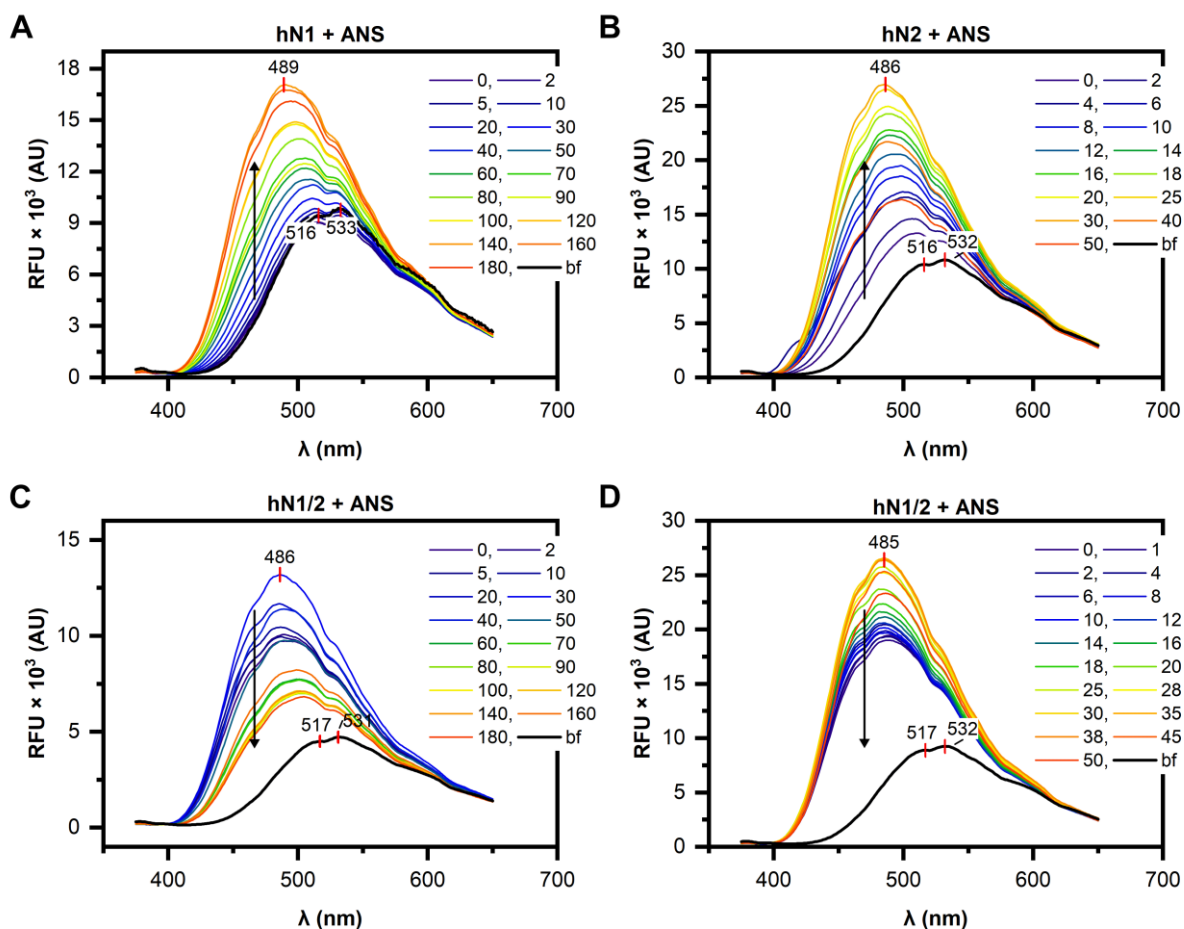 A
hN1 + ANS
RFU × 10³ (AU)
18
15
12
9
6
3
0
489
516
533
0, 2
5, 10
20, 30
40, 50
60, 70
80, 90
100, 120
140, 160
180, bf
400 500 600 700
λ (nm)
B
hN2 + ANS
RFU × 10³ (AU)
30
25
20
15
10
5
0
486
516
532
0, 2
4, 6
8, 10
12, 14
16, 18
20, 25
30, 40
50, bf
400 500 600 700
λ (nm)
C
hN1/2 + ANS
RFU × 10³ (AU)
15
10
5
0
486
517
531
0, 2
5, 10
20, 30
40, 50
60, 70
80, 90
100, 120
140, 160
180, bf
400 500 600 700
λ (nm)
D
hN1/2 + ANS
RFU × 10³ (AU)
30
25
20
15
10
5
0
485
517
532
0, 1
2, 4
6, 8
10, 12
14, 16
18, 20
25, 28
30, 35
38, 45
50, bf
400 500 600 700
λ (nm)